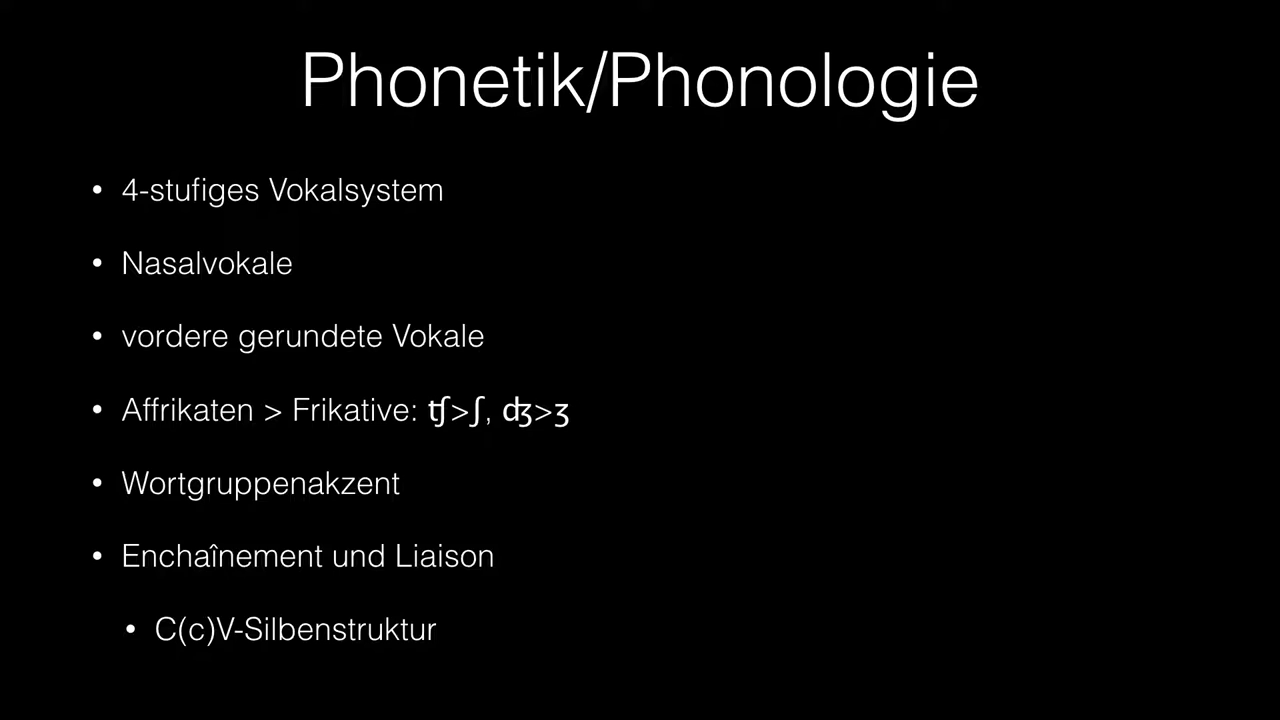 Phonetik/Phonologie
• 4-stufiges Vokalsystem
• Nasalvokale
• vordere gerundete Vokale
• Affrikaten > Frikative: ʧ>ʃ, ʤ>ʒ
• Wortgruppenakzent
• Enchaînement und Liaison
• C(c)V-Silbenstruktur